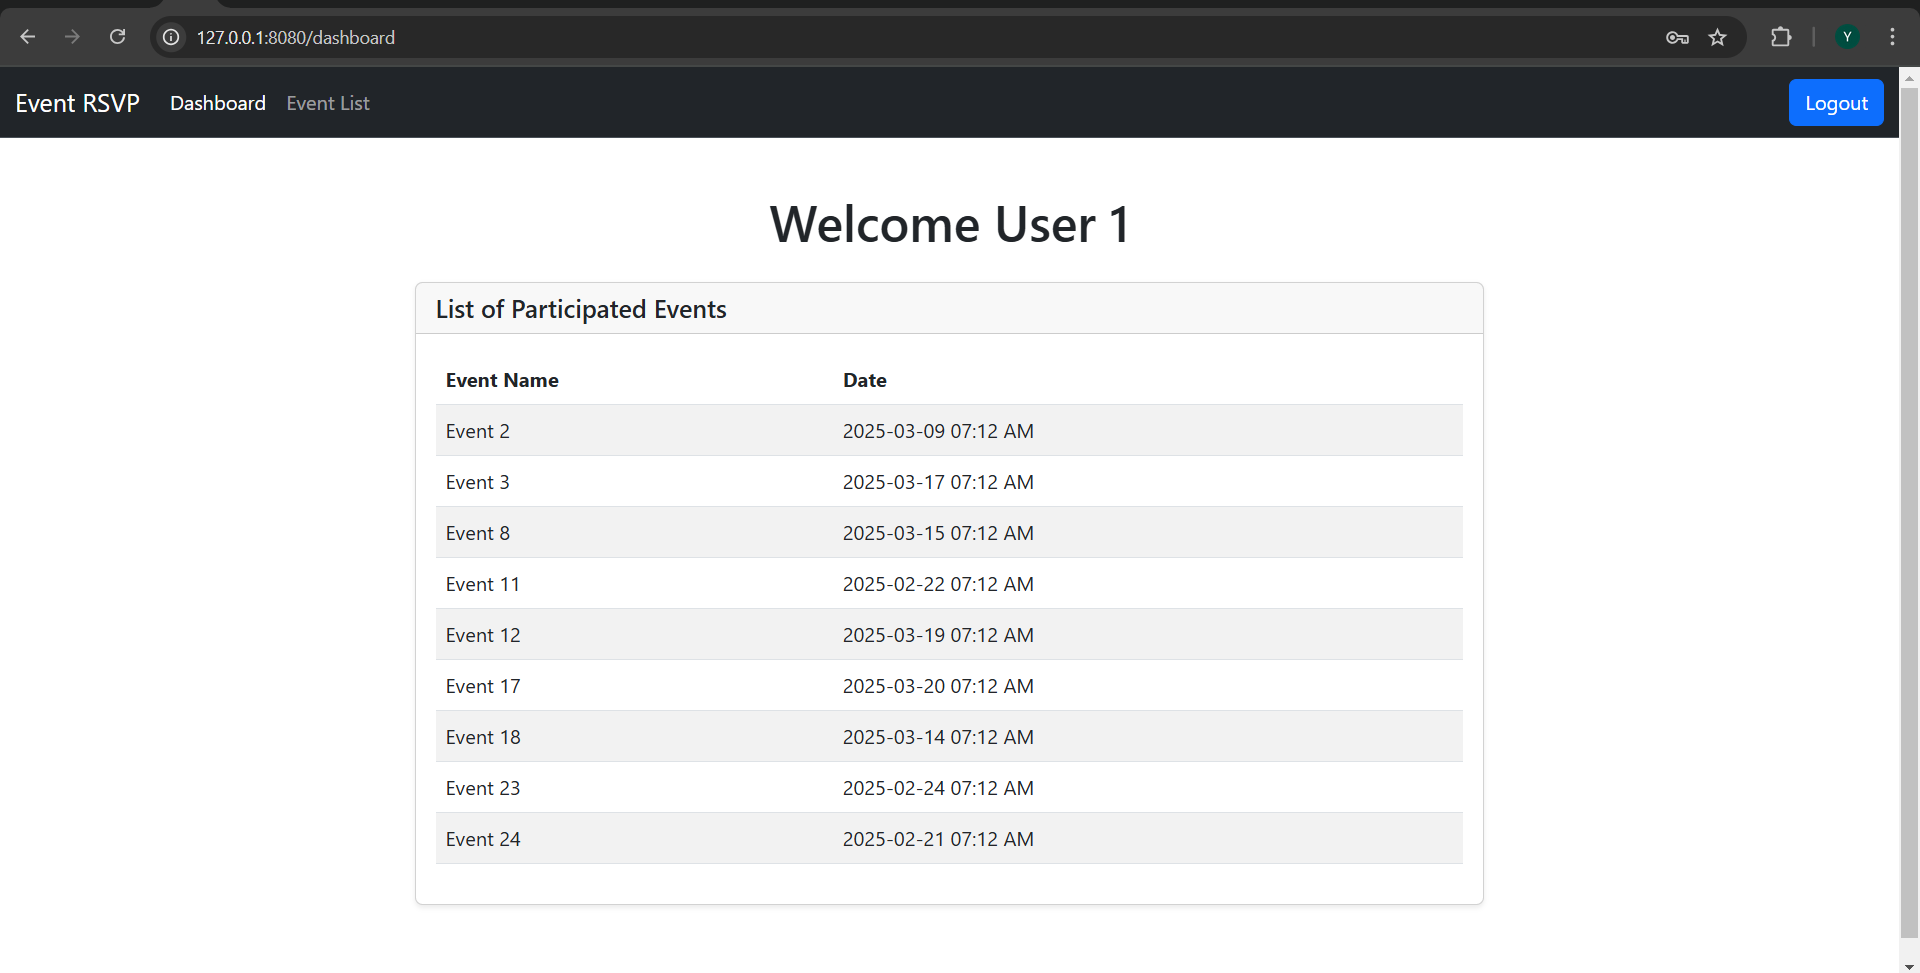 127.0.0.1:8080/dashboard
Y
Event RSVP Dashboard Event List Logout
Welcome User 1
List of Participated Events
Event Name Date
Event 2 2025-03-09 07:12 AM
Event 3 2025-03-17 07:12 AM
Event 8 2025-03-15 07:12 AM
Event 11 2025-02-22 07:12 AM
Event 12 2025-03-19 07:12 AM
Event 17 2025-03-20 07:12 AM
Event 18 2025-03-14 07:12 AM
Event 23 2025-02-24 07:12 AM
Event 24 2025-02-21 07:12 AM